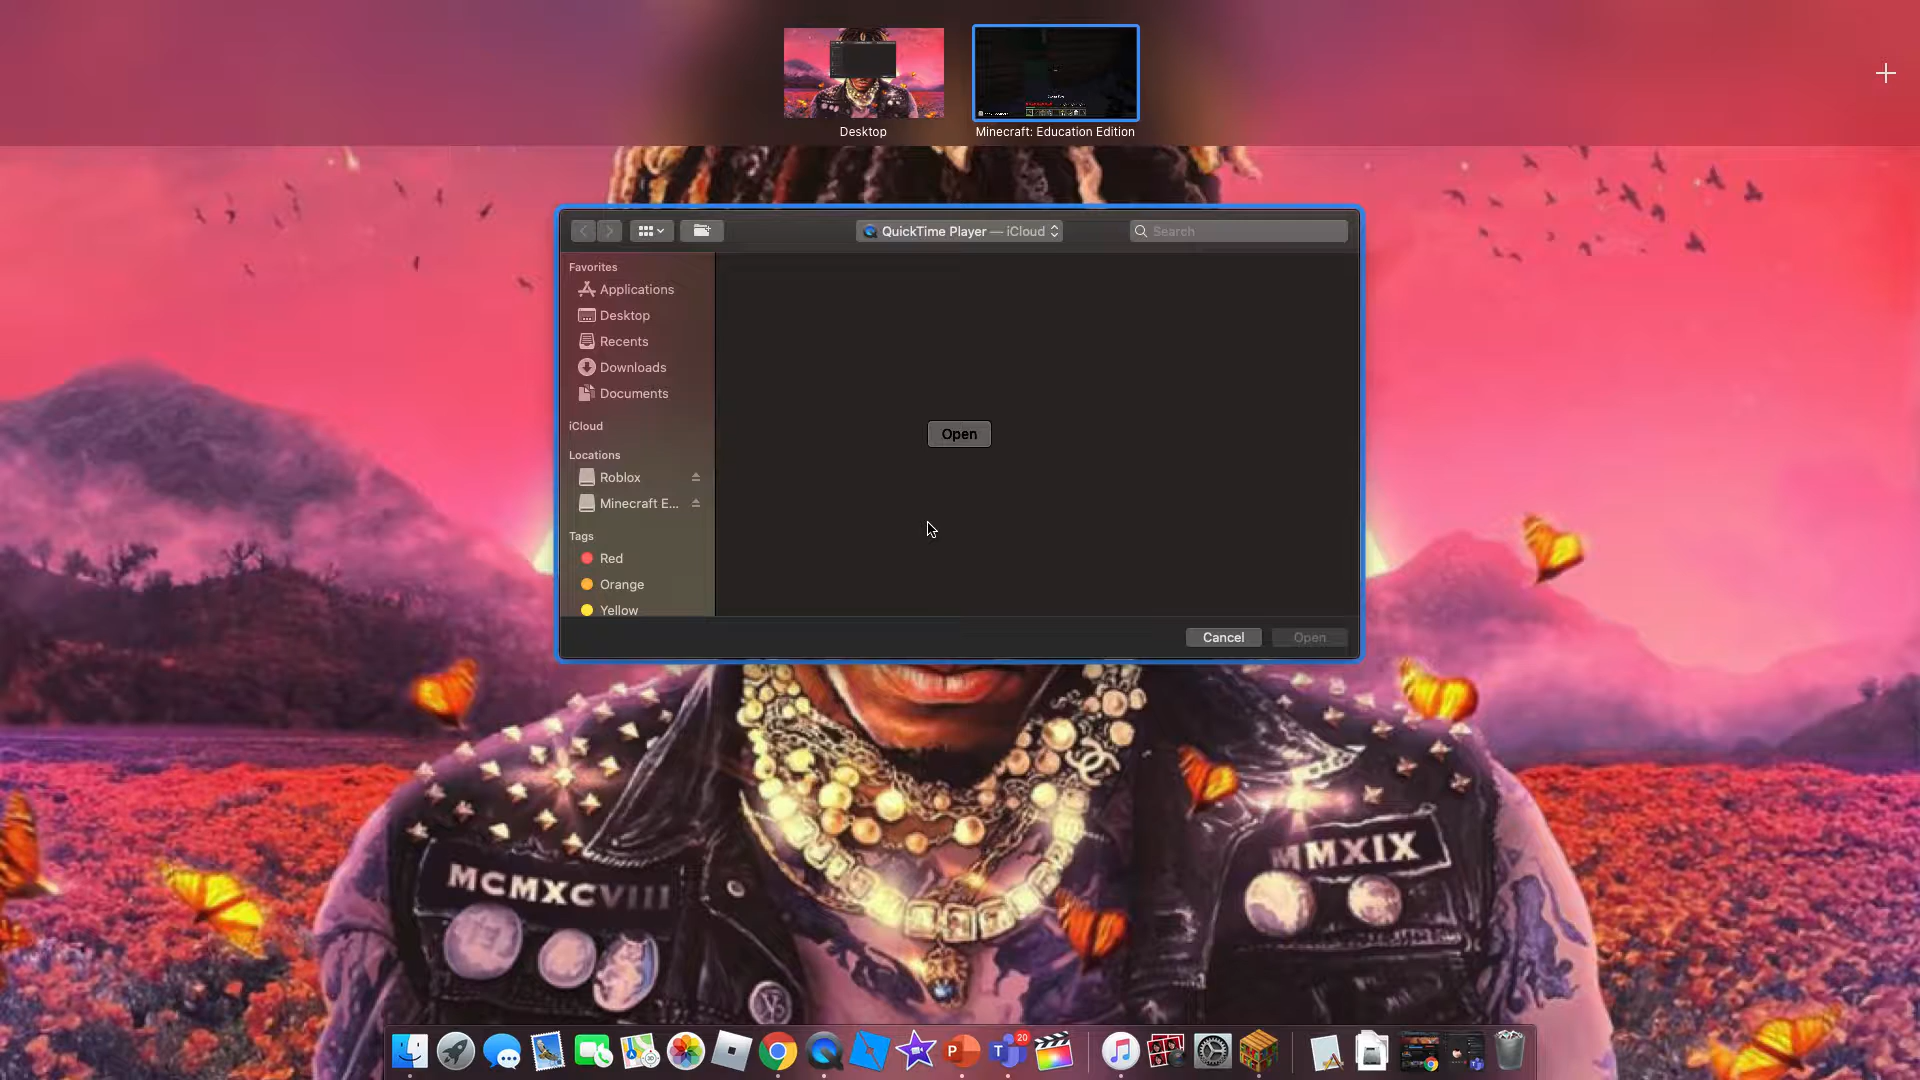 Desktop
Minecraft: Education Edition
QuickTime Player — iCloud
Search
Favorites
Applications
Desktop
Recents
Downloads
Documents
iCloud
Locations
Roblox
Minecraft E...
Tags
Red
Orange
Yellow
Open
Cancel
Open
MCMXCVIII
MMXIX
20